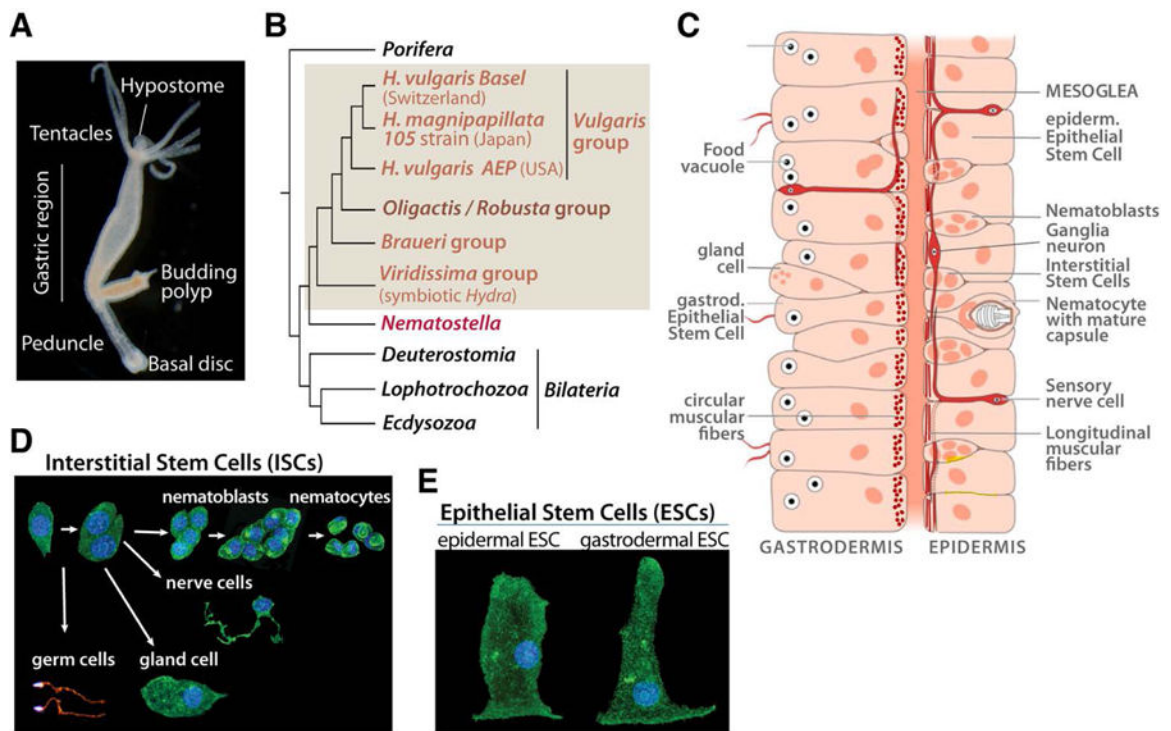 A
Hypostome
Tentacles
Gastric region
Budding
polyp
Peduncle
Basal disc
B
Porifera
H. vulgaris Basel
(Switzerland)
H. magnipapillata
105 strain (Japan)
H. vulgaris AEP (USA)
Vulgaris
group
Oligactis / Robusta group
Braueri group
Viridissima group
(symbiotic Hydra)
Nematostella
Deuterostomia
Lophotrochozoa
Ecdysozoa
Bilateria
C
Food
vacuole
gland
cell
gastrod.
Epithelial
Stem Cell
circular
muscular
fibers
MESOGLEA
epiderm.
Epithelial
Stem Cell
Nematoblasts
Ganglia
neuron
Interstitial
Stem Cells
Nematocyte
with mature
capsule
Sensory
nerve cell
Longitudinal
muscular
fibers
GASTRODERMIS
EPIDERMIS
D
Interstitial Stem Cells (ISCs)
nematoblasts
nematocytes
nerve cells
germ cells
gland cell
E
Epithelial Stem Cells (ESCs)
epidermal ESC
gastrodermal ESC